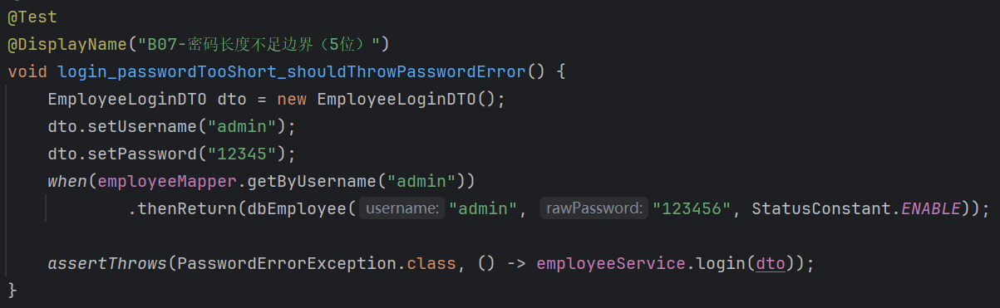 @Test
@DisplayName("B07-密码长度不足边界（5位）")
void login_passwordTooShort_shouldThrowPasswordError() {
    EmployeeLoginDTO dto = new EmployeeLoginDTO();
    dto.setUsername("admin");
    dto.setPassword("12345");
    when(employeeMapper.getByUsername("admin"))
            .thenReturn(dbEmployee( username: "admin",  rawPassword: "123456", StatusConstant.ENABLE));
    assertThrows(PasswordErrorException.class, () -> employeeService.login(dto));
}